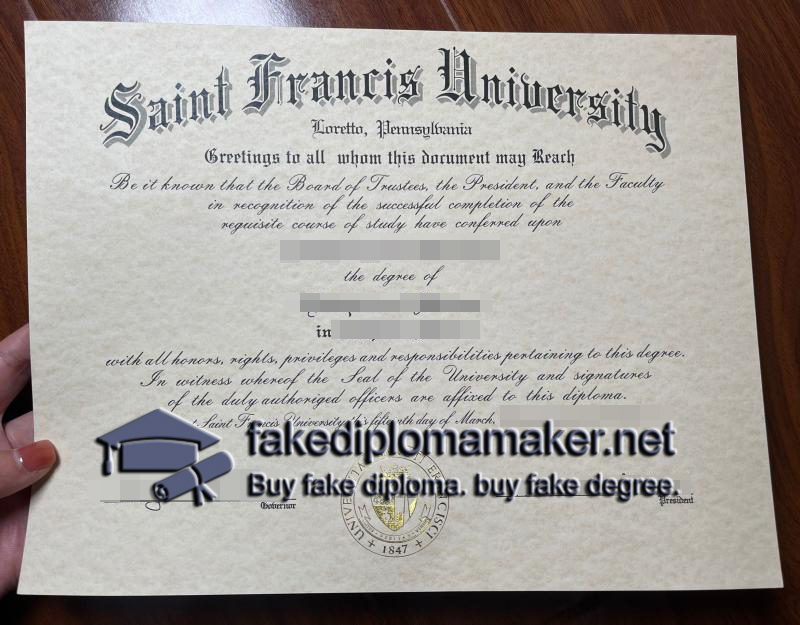 Saint Francis University
Loretto, Pennsylvania
Greetings to all whom this document may Reach
Be it known that the Board of Trustees, the President, and the Faculty
in recognition of the successful completion of the
requisite course of study have conferred upon
the degree of
in
with all honors, rights, privileges and responsibilities pertaining to this degree.
In witness whereof the Seal of the University and signatures
of the duly authorized officers are affixed to this diploma.
Saint Francis University this fifteenth day of March,
fakediplomamaker.net
Buy fake diploma. buy fake degree.
Governor
President
1847